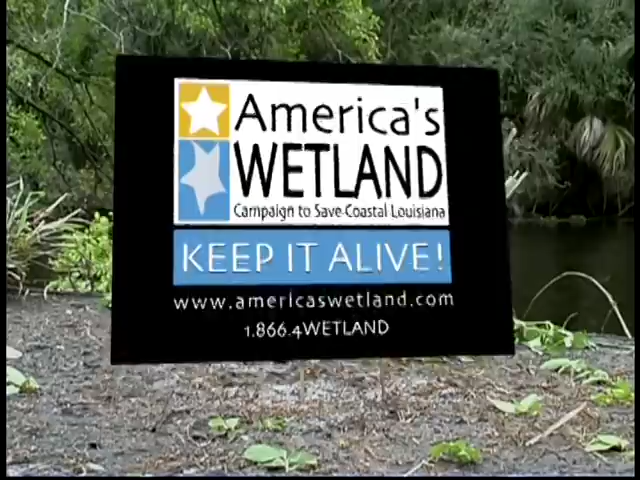 America's
WETLAND
Campaign to Save Coastal Louisiana
KEEP IT ALIVE!
www.americaswetland.com
1.866.4WETLAND